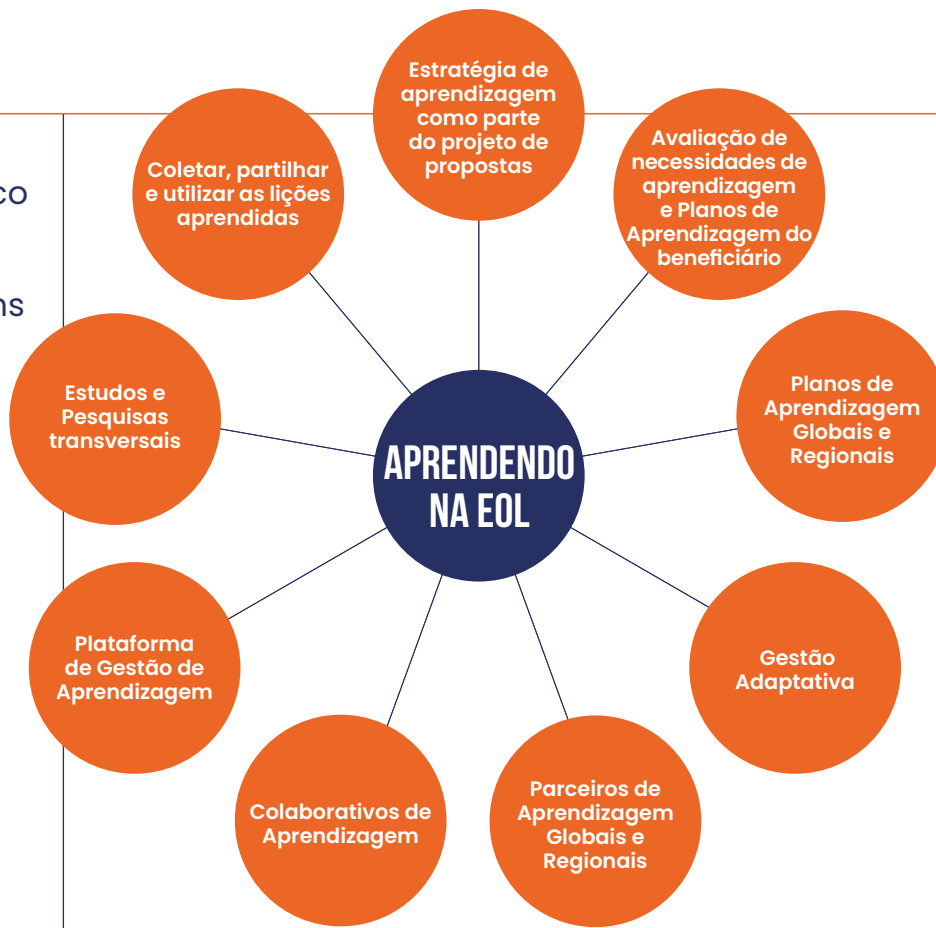 Estratégia de
aprendizagem
como parte
do projeto de
propostas
Avaliação de
necessidades de
aprendizagem
e Planos de
Aprendizagem do
beneficiário
Planos de
Aprendizagem
Globais e
Regionais
Gestão
Adaptativa
Parceiros de
Aprendizagem
Globais e
Regionais
Colaborativos de
Aprendizagem
Plataforma
de Gestão de
Aprendizagem
Estudos e
Pesquisas
transversais
Coletar, partilhar
e utilizar as lições
aprendidas
APRENDENDO
NA EOL